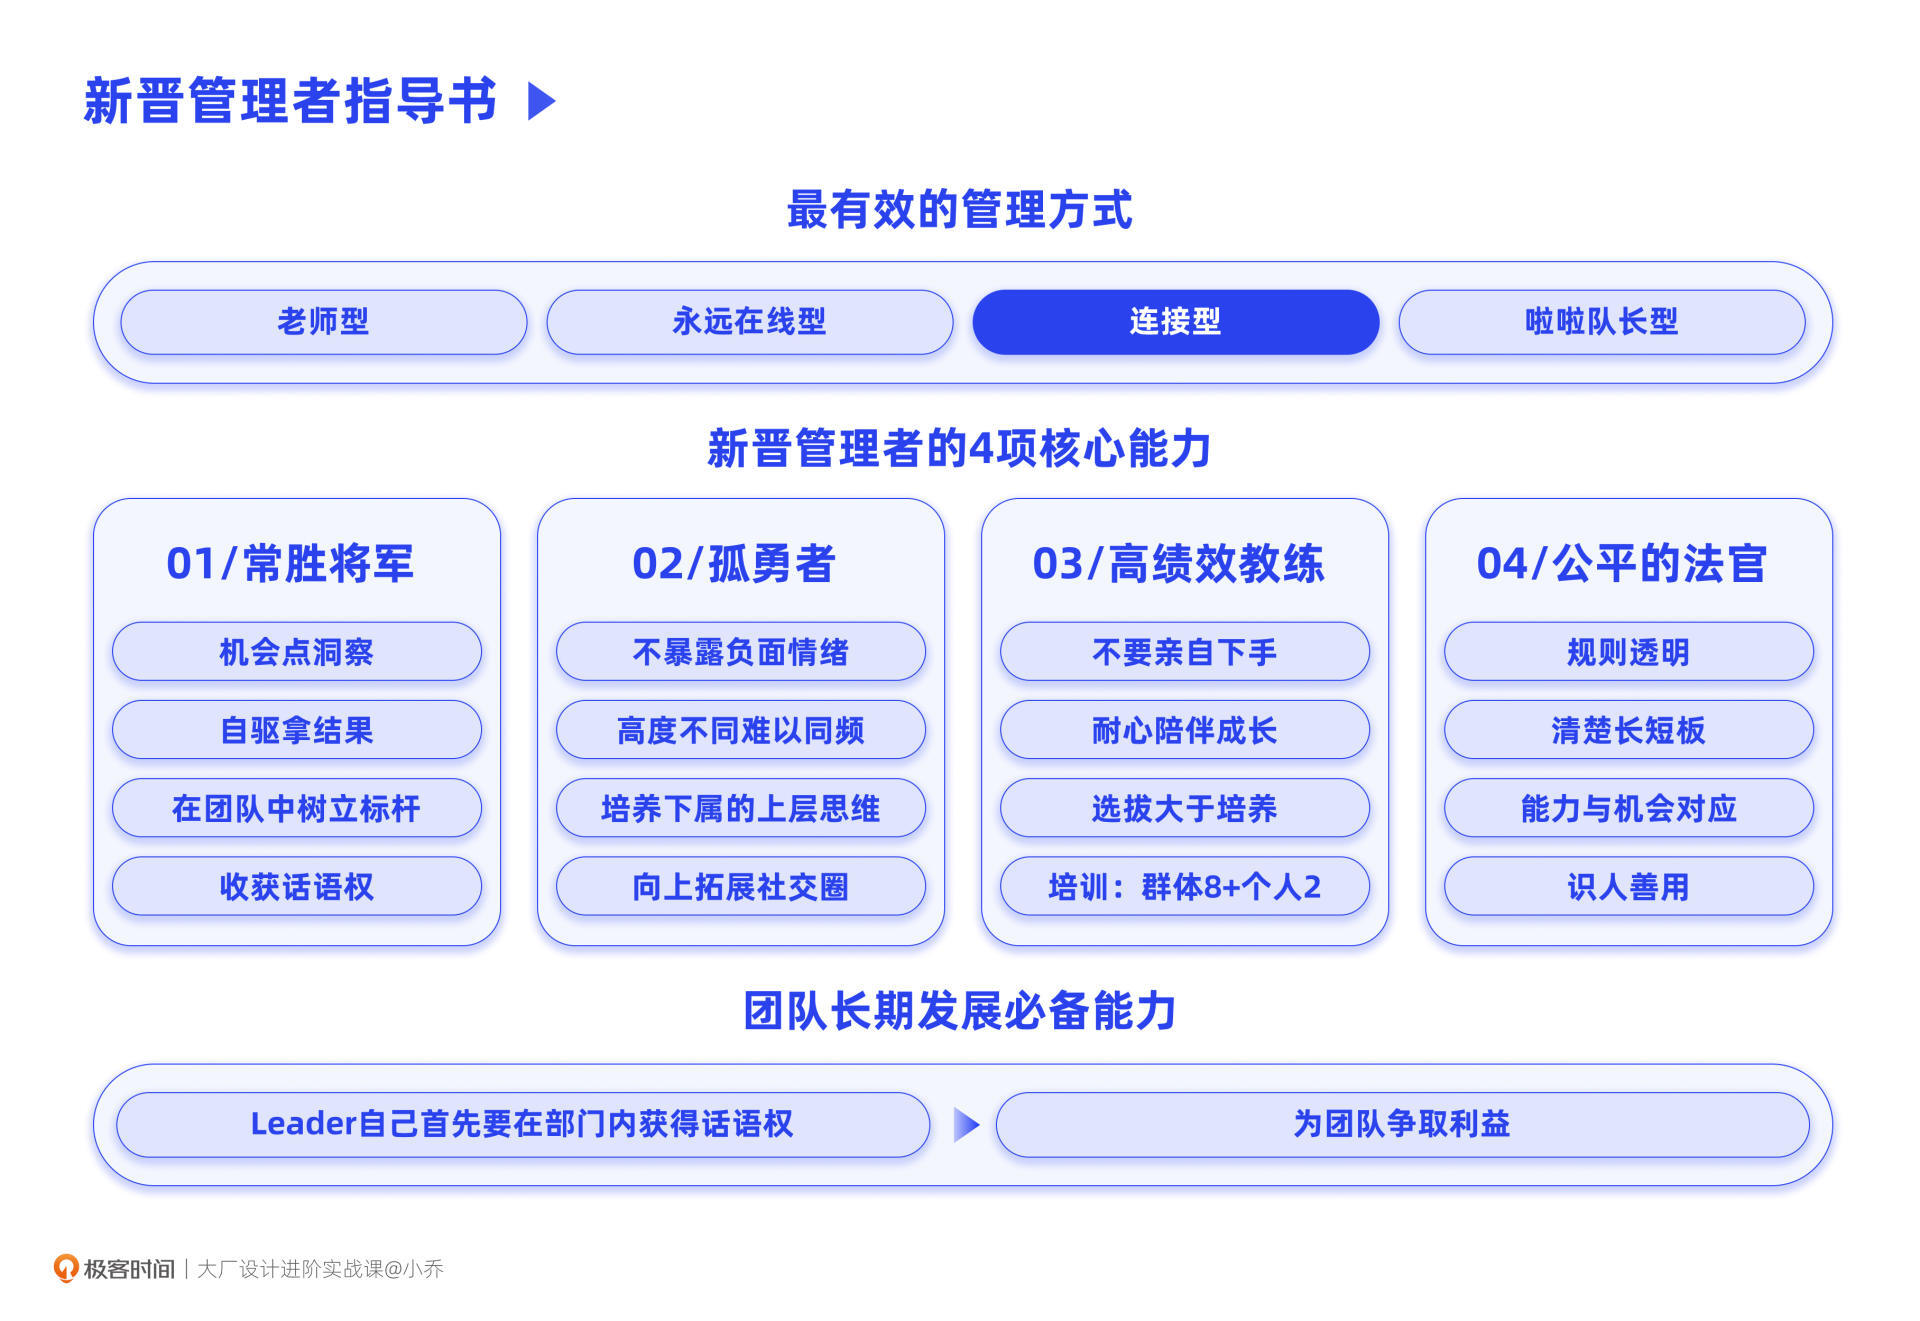 新晋管理者指导书
最有效的管理方式
老师型 永远在线型 连接型 啦啦队长型
新晋管理者的4项核心能力
01/常胜将军
机会点洞察
自驱拿结果
在团队中树立标杆
收获话语权
02/孤勇者
不暴露负面情绪
高度不同难以同频
培养下属的上层思维
向上拓展社交圈
03/高绩效教练
不要亲自下手
耐心陪伴成长
选拔大于培养
培训：群体8+个人2
04/公平的法官
规则透明
清楚长短板
能力与机会对应
识人善用
团队长期发展必备能力
Leader自己首先要在部门内获得话语权 为团队争取利益
极客时间 | 大厂设计进阶实战课@小乔